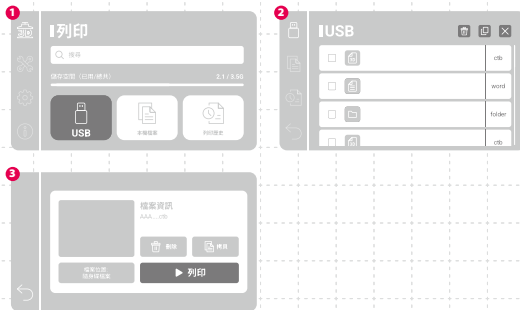 1
列印
搜尋
儲存空間（已用/總共）
2.1 / 3.5G
USB
本機檔案
列印歷史
2
USB
ctb
word
folder
ctb
3
檔案資訊
AAA....ctb
刪除
拷貝
列印